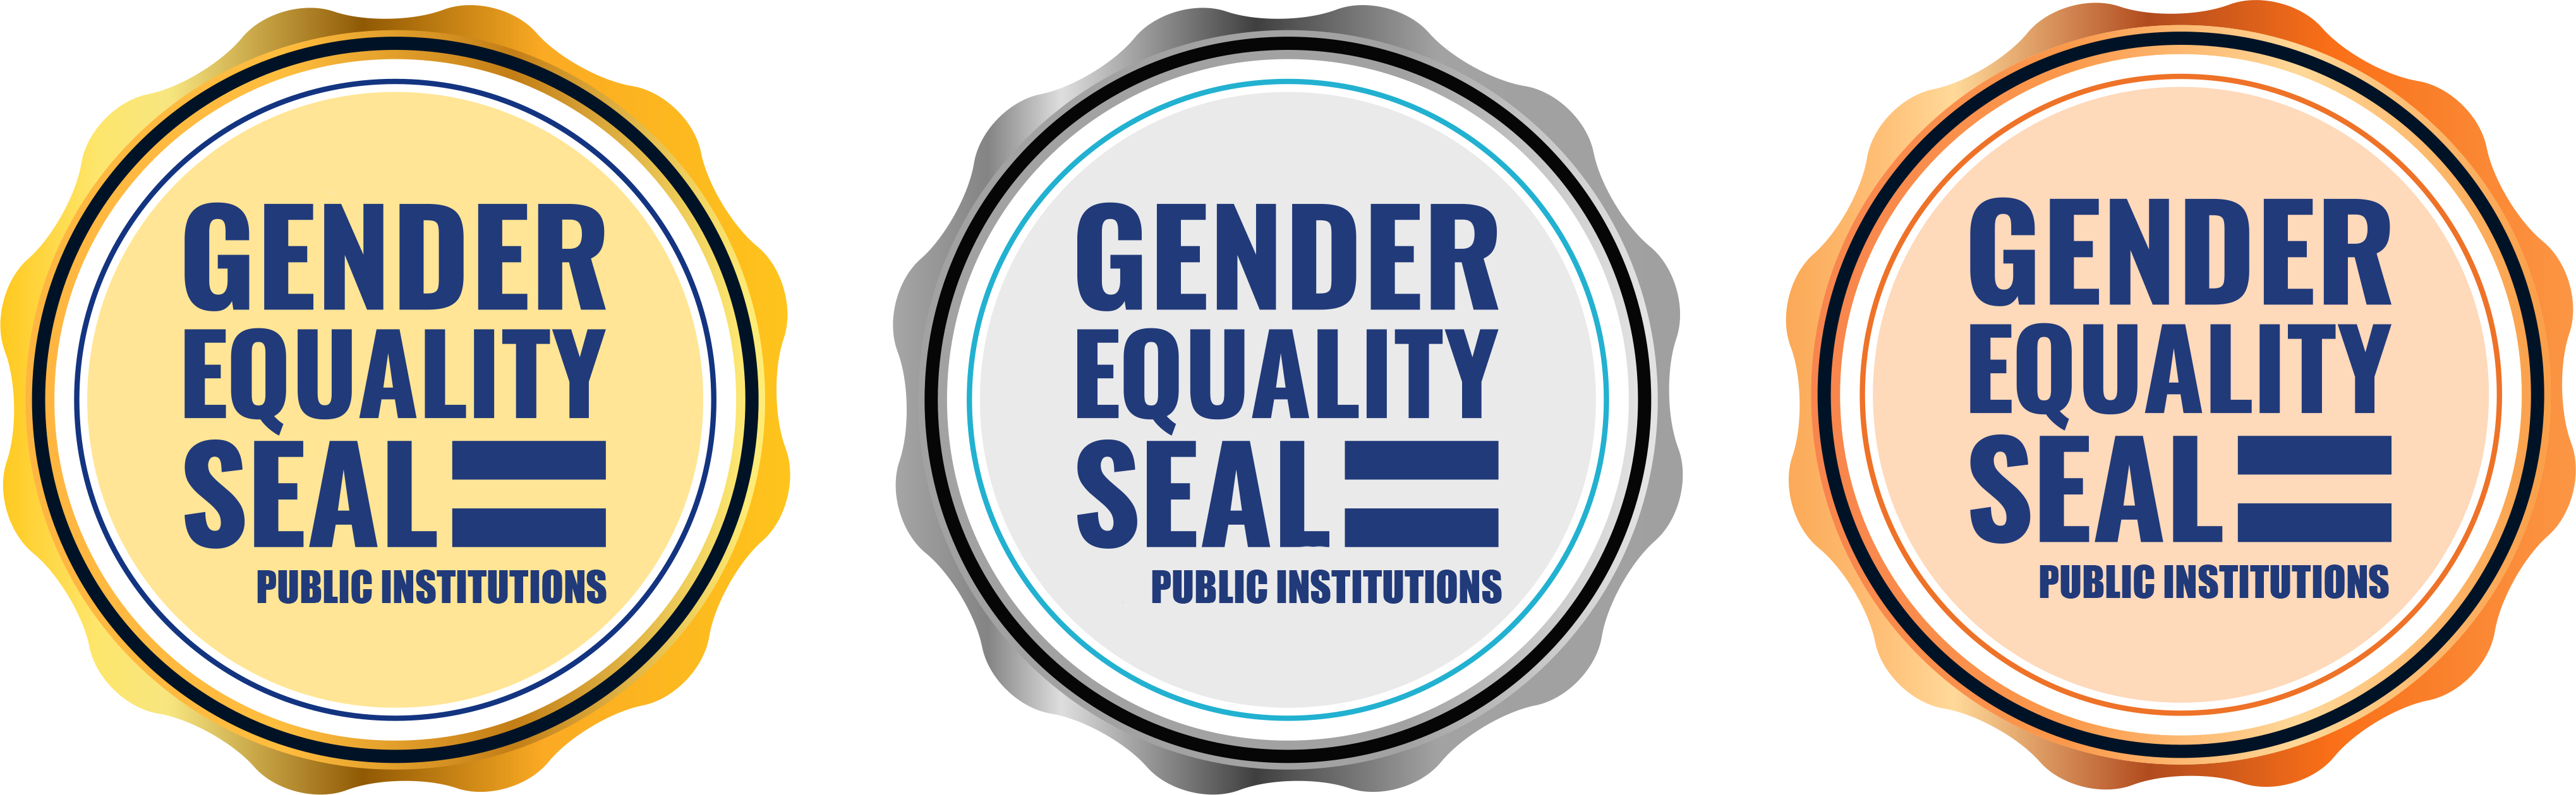 GENDER
EQUALITY
SEAL
PUBLIC INSTITUTIONS
GENDER
EQUALITY
SEAL
PUBLIC INSTITUTIONS
GENDER
EQUALITY
SEAL
PUBLIC INSTITUTIONS